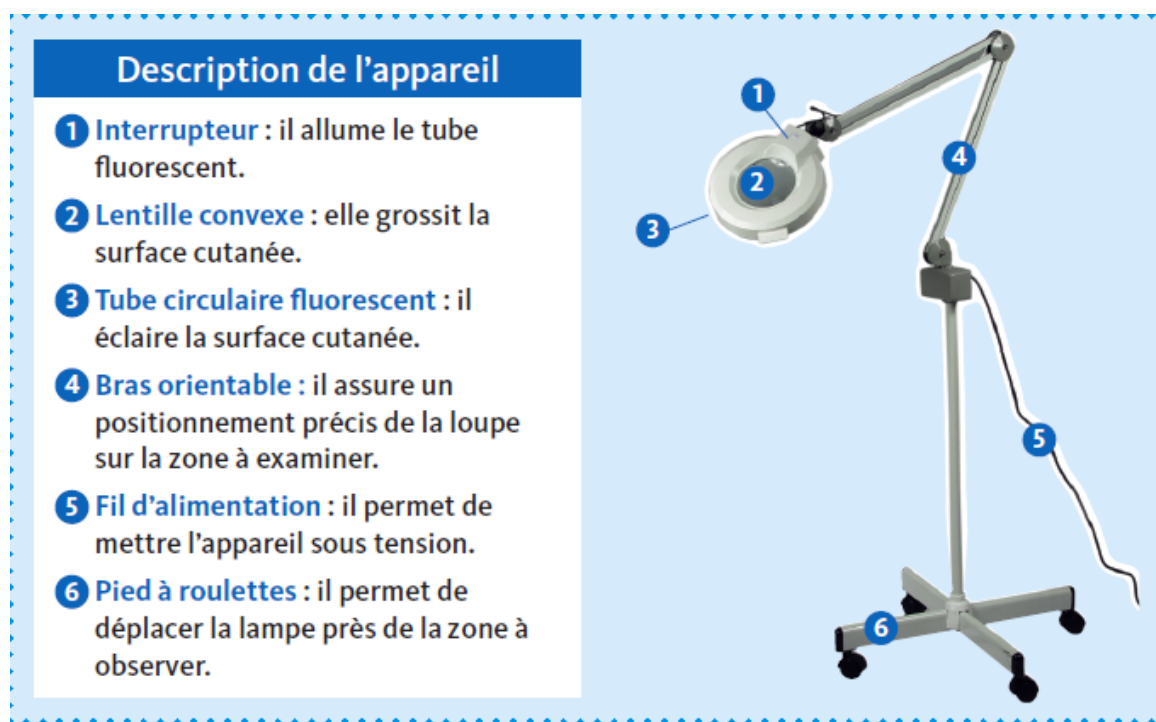 Description de l’appareil
1 Interrupteur : il allume le tube
fluorescent.
2 Lentille convexe : elle grossit la
surface cutanée.
3 Tube circulaire fluorescent : il
éclaire la surface cutanée.
4 Bras orientable : il assure un
positionnement précis de la loupe
sur la zone à examiner.
5 Fil d’alimentation : il permet de
mettre l’appareil sous tension.
6 Pied à roulettes : il permet de
déplacer la lampe près de la zone à
observer.
1
2
3
4
5
6